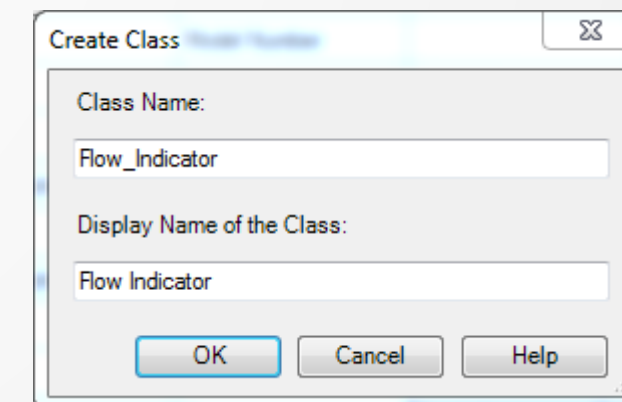 Create Class
Class Name:
Flow_Indicator
Display Name of the Class:
Flow Indicator
OK Cancel Help